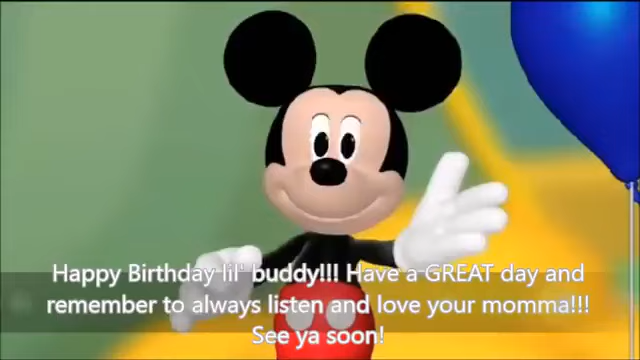 Happy Birthday lil' buddy!!! Have a GREAT day and
remember to always listen and love your momma!!!
See ya soon!